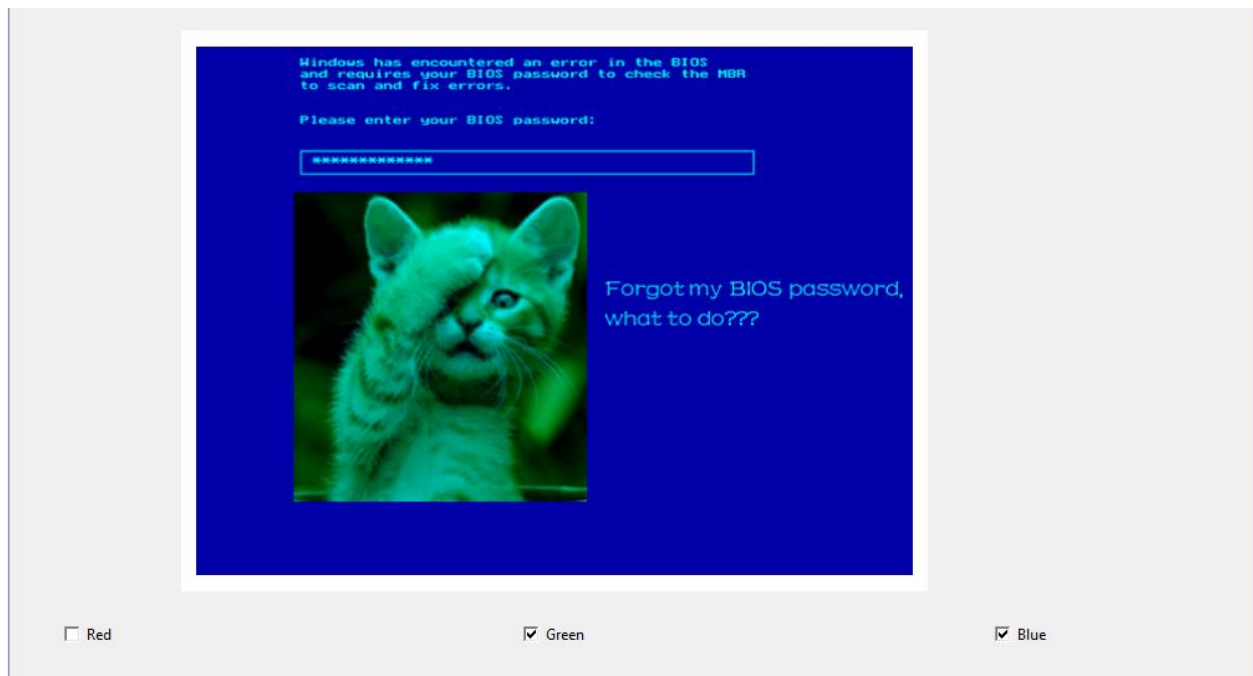 Windows has encountered an error in the BIOS
and requires your BIOS password to check the MBR
to scan and fix errors.
Please enter your BIOS password:
*************
Forgot my BIOS password,
what to do???
Red
Green
Blue